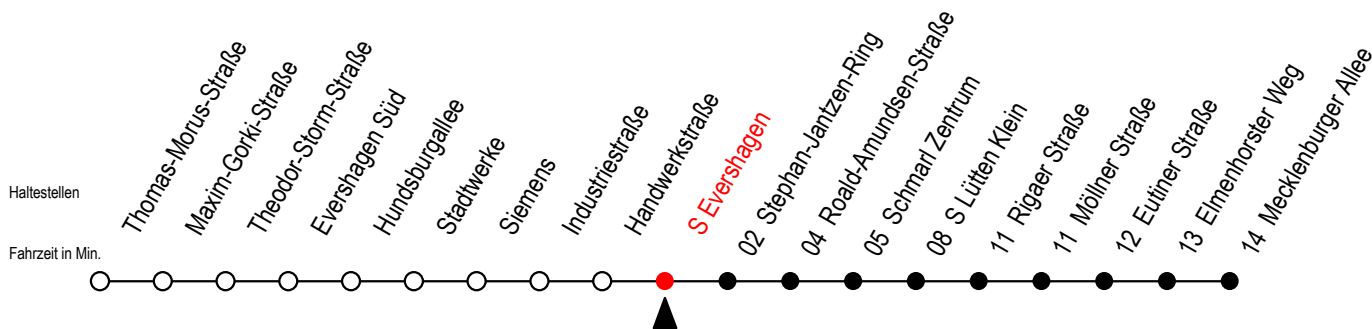 Haltestellen
Fahrzeit in Min.
Thomas-Morus-Straße
Maxim-Gorki-Straße
Theodor-Storm-Straße
Evershagen Süd
Hundsburgallee
Stadtwerke
Siemens
Industriestraße
Handwerkstraße
S Evershagen
02 Stephan-Jantzen-Ring
04 Roald-Amundsen-Straße
05 Schmarl Zentrum
08 S Lütten Klein
11 Rigaer Straße
11 Möllner Straße
12 Eutiner Straße
13 Elmenhorster Weg
14 Mecklenburger Allee